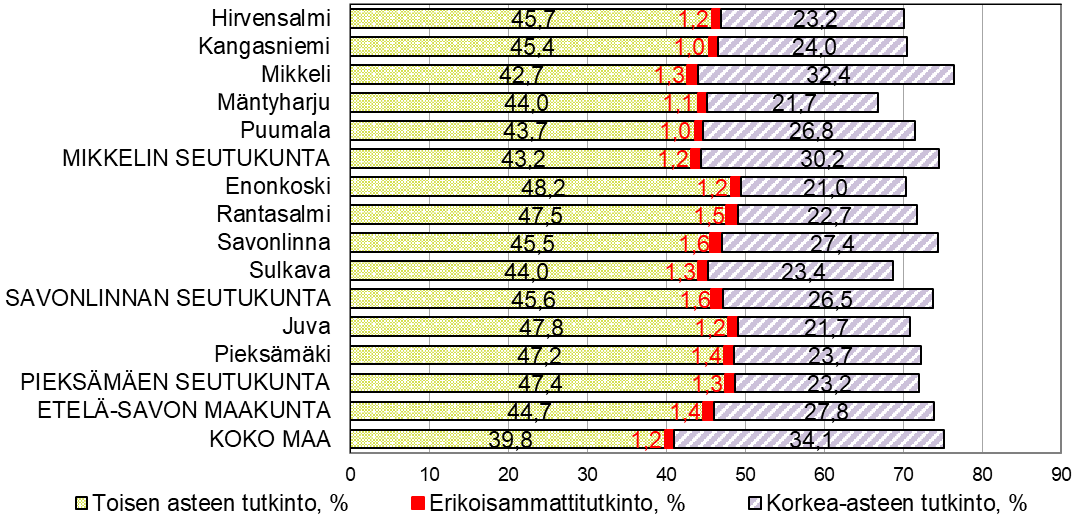 Hirvensalmi 45,7 1,2 23,2
Kangasniemi 45,4 1,0 24,0
Mikkeli 42,7 1,3 32,4
Mäntyharju 44,0 1,1 21,7
Puumala 43,7 1,0 26,8
MIKKELIN SEUTUKUNTA 43,2 1,2 30,2
Enonkoski 48,2 1,2 21,0
Rantasalmi 47,5 1,5 22,7
Savonlinna 45,5 1,6 27,4
Sulkava 44,0 1,3 23,4
SAVONLINNAN SEUTUKUNTA 45,6 1,6 26,5
Juva 47,8 1,2 21,7
Pieksämäki 47,2 1,4 23,7
PIEKSÄMÄEN SEUTUKUNTA 47,4 1,3 23,2
ETELÄ-SAVON MAAKUNTA 44,7 1,4 27,8
KOKO MAA 39,8 1,2 34,1
0 10 20 30 40 50 60 70 80 90
Toisen asteen tutkinto, % Erikoisammattitutkinto, % Korkea-asteen tutkinto, %